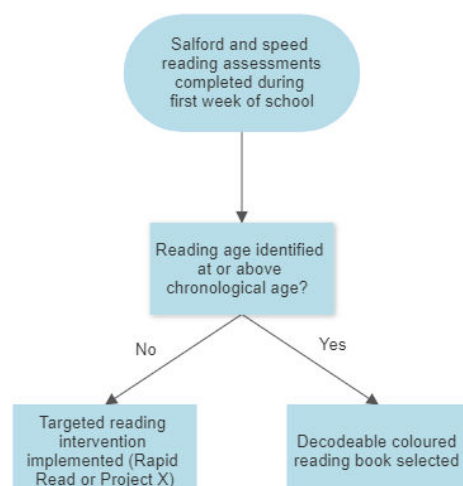 Salford and speed
reading assessments
completed during
first week of school
Reading age identified
at or above
chronological age?
No
Yes
Targeted reading
intervention
implemented (Rapid
Read or Project X)
Decodeable coloured
reading book selected